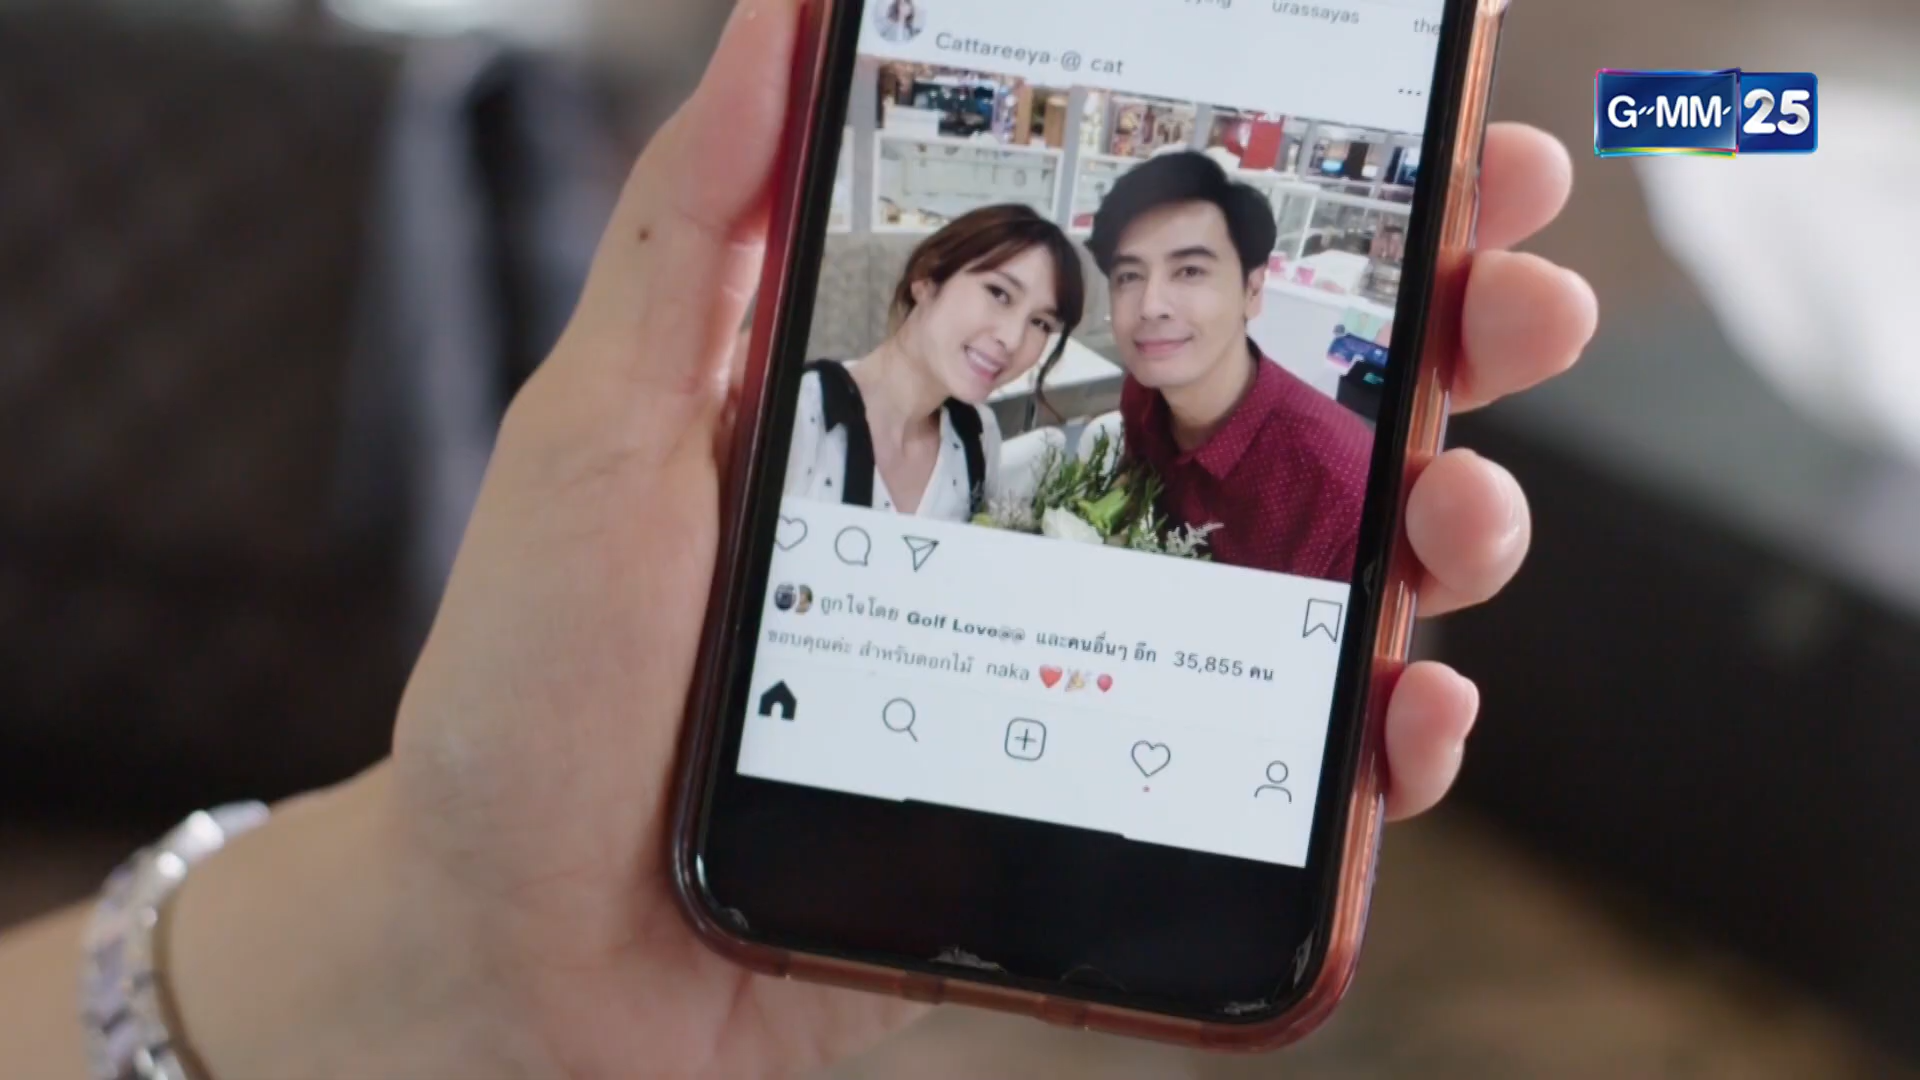 urassayas
the
Cattareeya-@ cat
GMM 25
ถูกใจโดย Golf Love@@ และคนอื่นๆ อีก 35,855 คน
ขอบคุณค่ะ สำหรับดอกไม้ naka ❤️🎉🎈